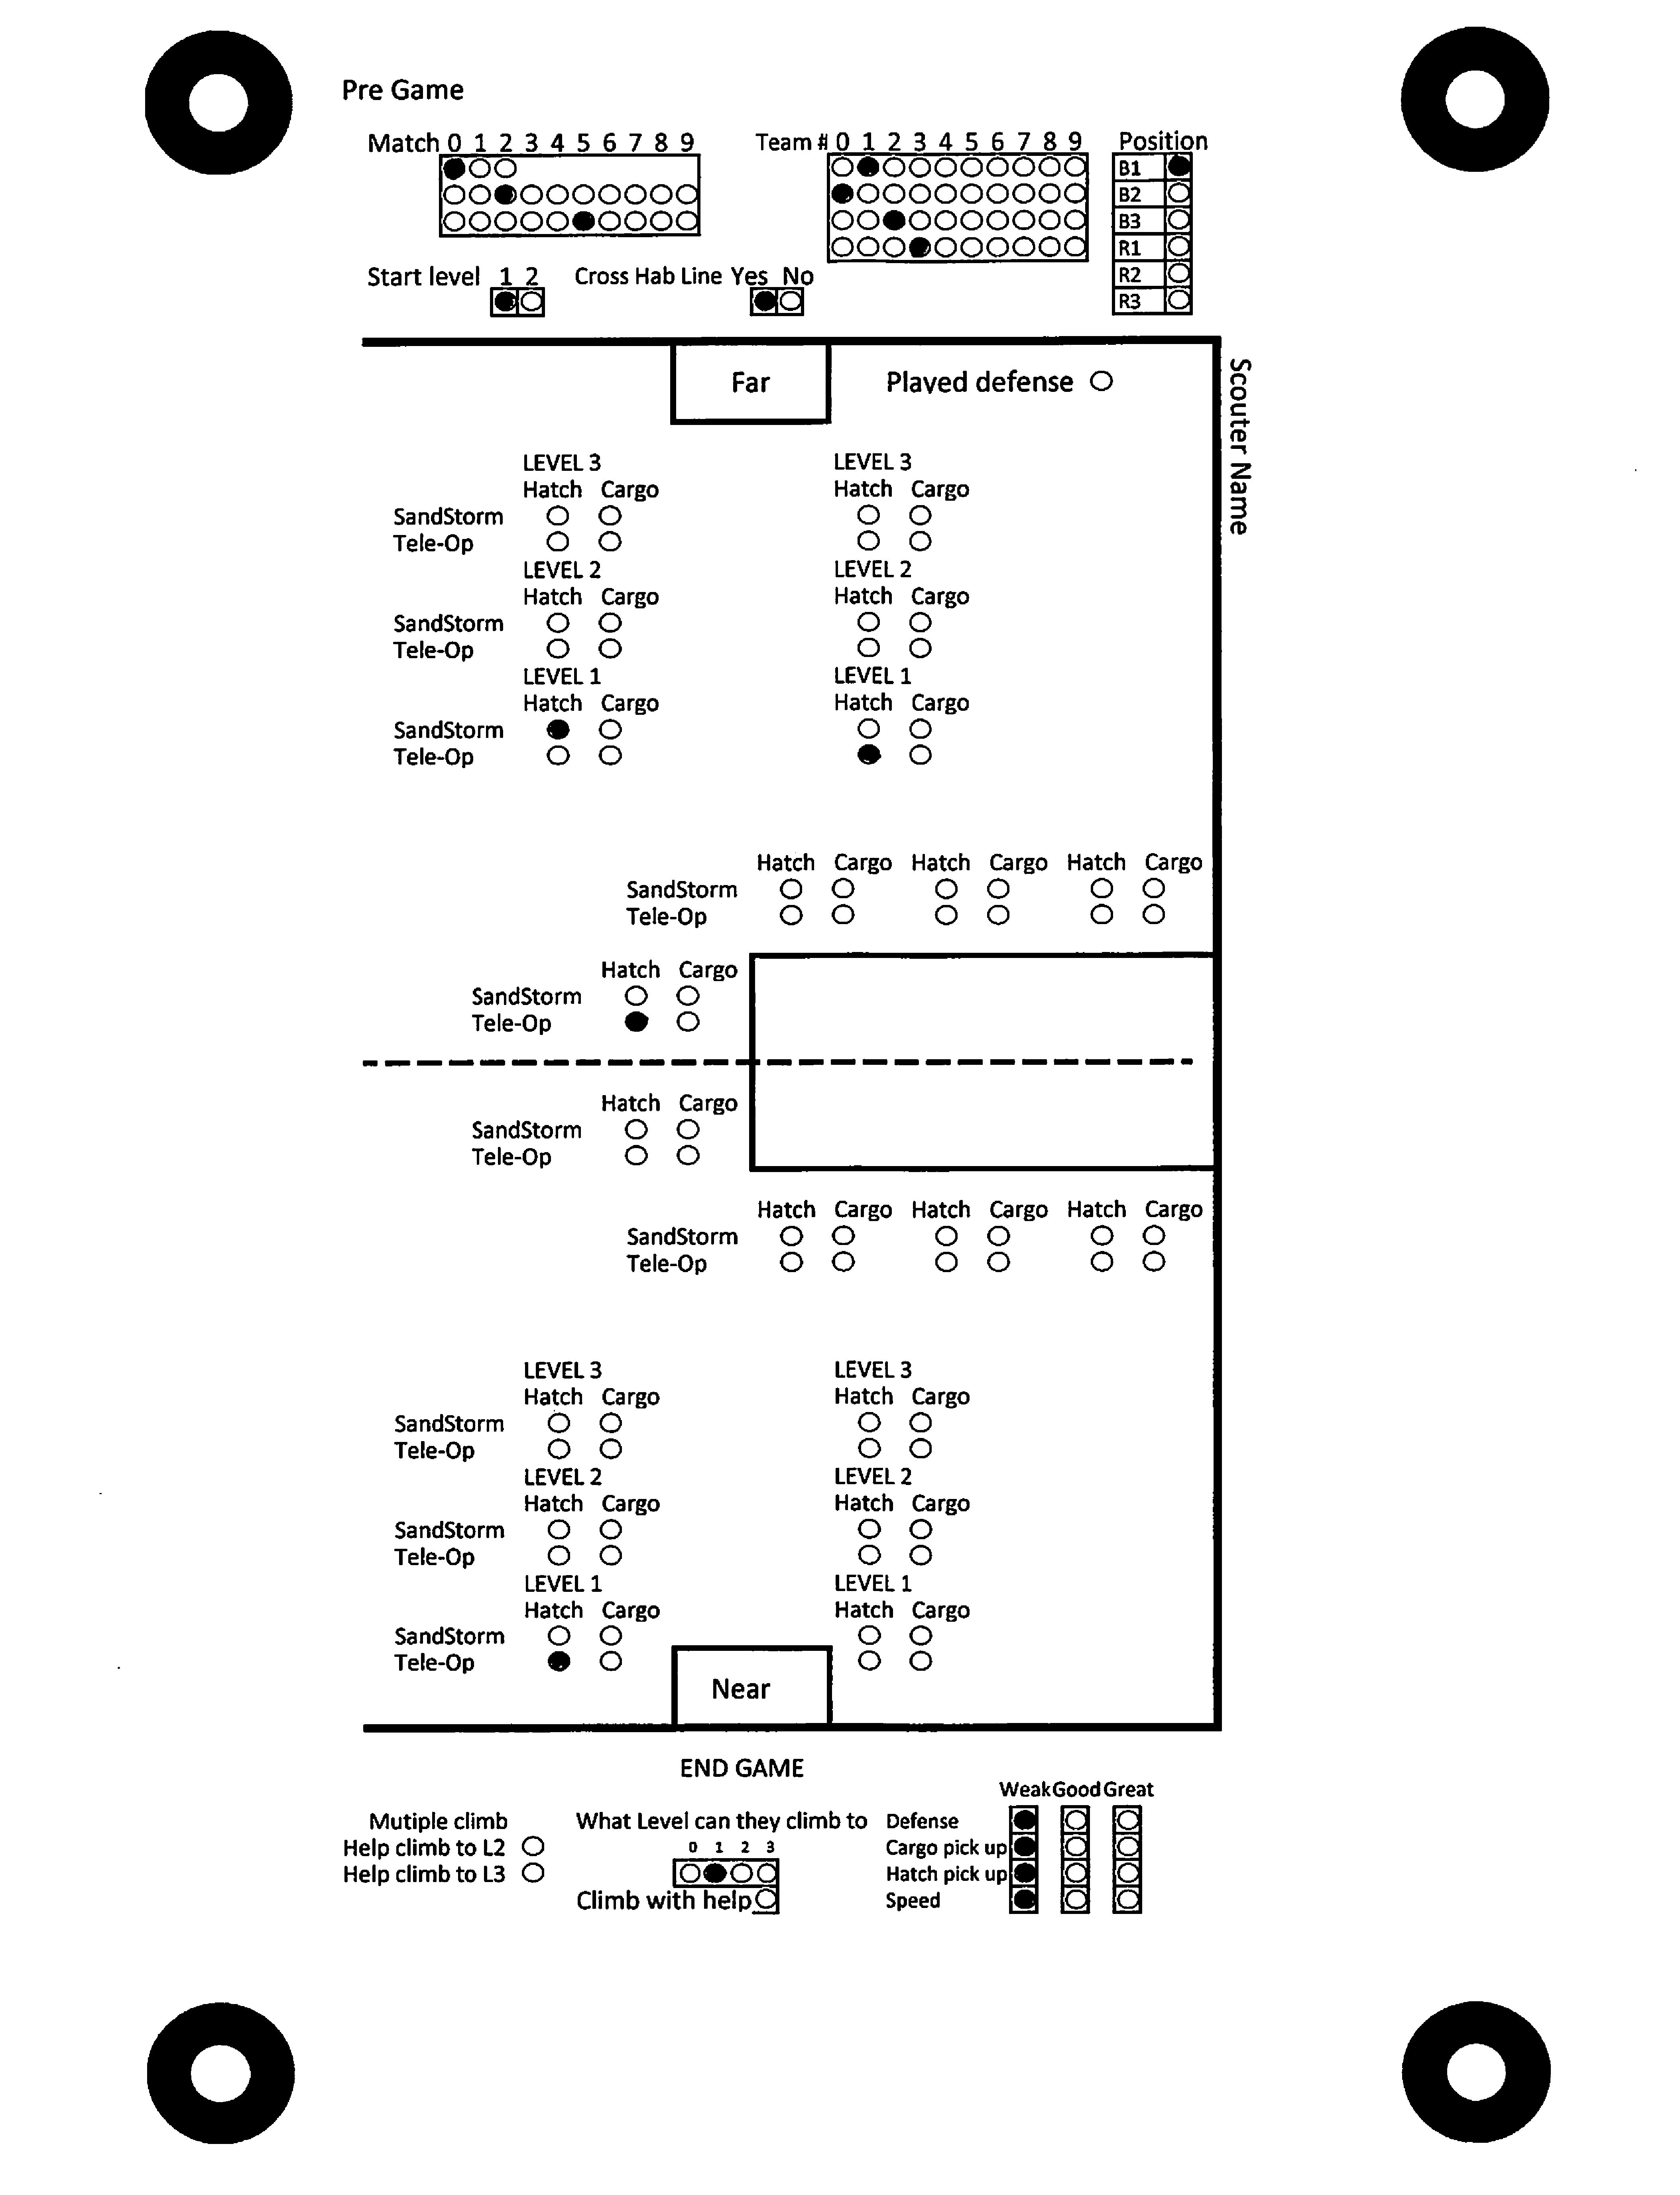 Pre Game
Match 0 1 2 3 4 5 6 7 8 9
Team # 0 1 2 3 4 5 6 7 8 9
Position
B1
B2
B3
R1
R2
R3
Start level 1 2
Cross Hab Line Yes No
Far
Played defense
Scouter Name
LEVEL 3 LEVEL 3
Hatch Cargo Hatch Cargo
SandStorm
Tele-Op
LEVEL 2 LEVEL 2
Hatch Cargo Hatch Cargo
SandStorm
Tele-Op
LEVEL 1 LEVEL 1
Hatch Cargo Hatch Cargo
SandStorm
Tele-Op
Hatch Cargo Hatch Cargo Hatch Cargo
SandStorm
Tele-Op
Hatch Cargo
SandStorm
Tele-Op
Hatch Cargo
SandStorm
Tele-Op
Hatch Cargo Hatch Cargo Hatch Cargo
SandStorm
Tele-Op
LEVEL 3 LEVEL 3
Hatch Cargo Hatch Cargo
SandStorm
Tele-Op
LEVEL 2 LEVEL 2
Hatch Cargo Hatch Cargo
SandStorm
Tele-Op
LEVEL 1 LEVEL 1
Hatch Cargo Hatch Cargo
SandStorm
Tele-Op
Near
END GAME
Mutiple climb
Help climb to L2
Help climb to L3
What Level can they climb to
0 1 2 3
Climb with help
Weak Good Great
Defense
Cargo pick up
Hatch pick up
Speed